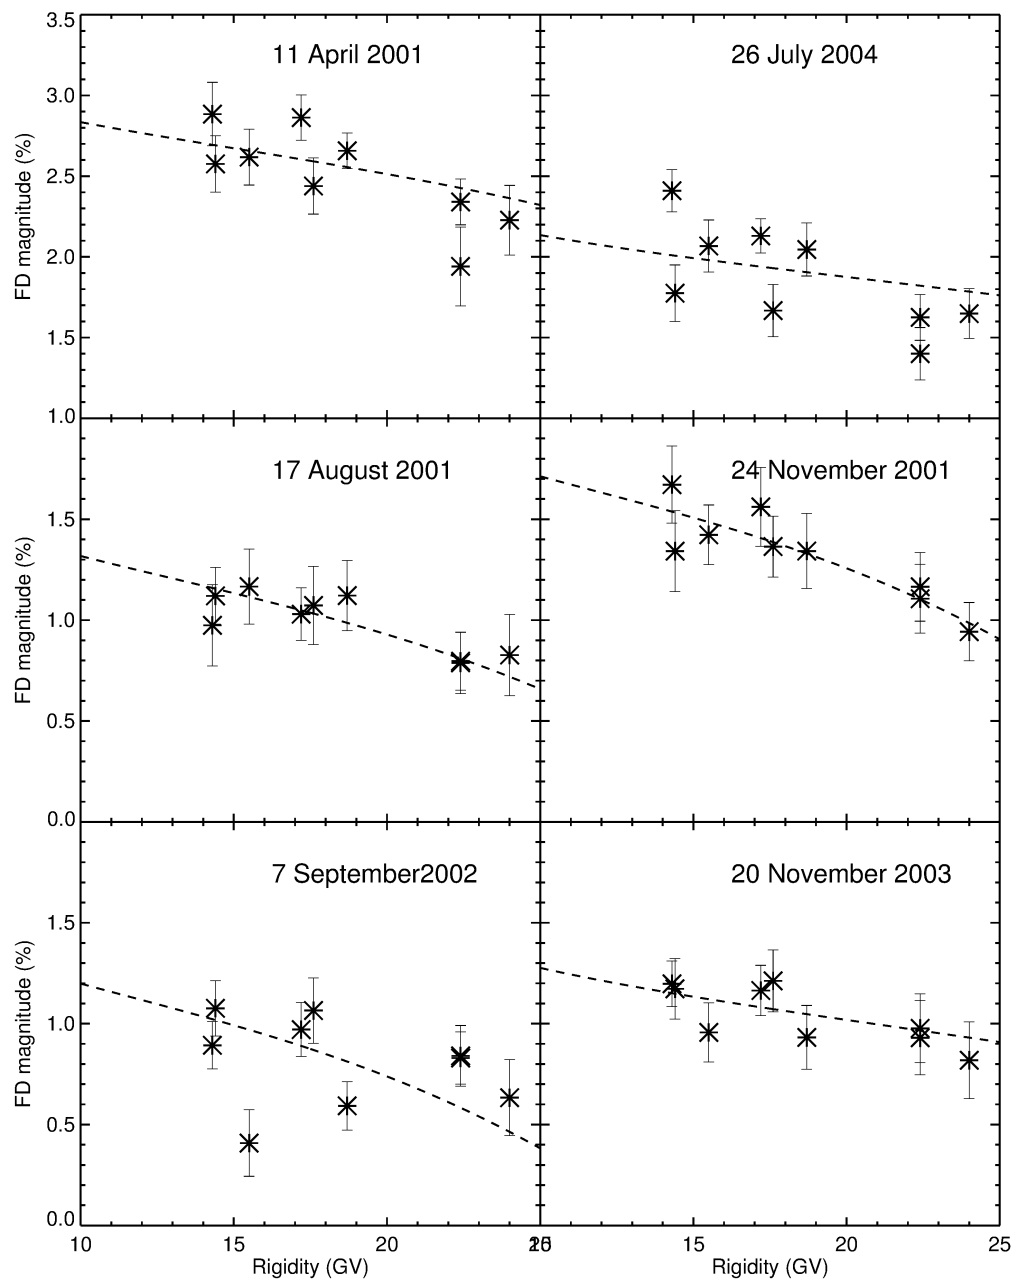 3.5
11 April 2001
26 July 2004
3.0
2.5
2.0
1.5
1.0
FD magnitude (%)
17 August 2001
24 November 2001
1.5
1.0
0.5
0.0
FD magnitude (%)
7 September2002
20 November 2003
1.5
1.0
0.5
0.0
FD magnitude (%)
10 15 20 25 10 15 20 25
Rigidity (GV) Rigidity (GV)